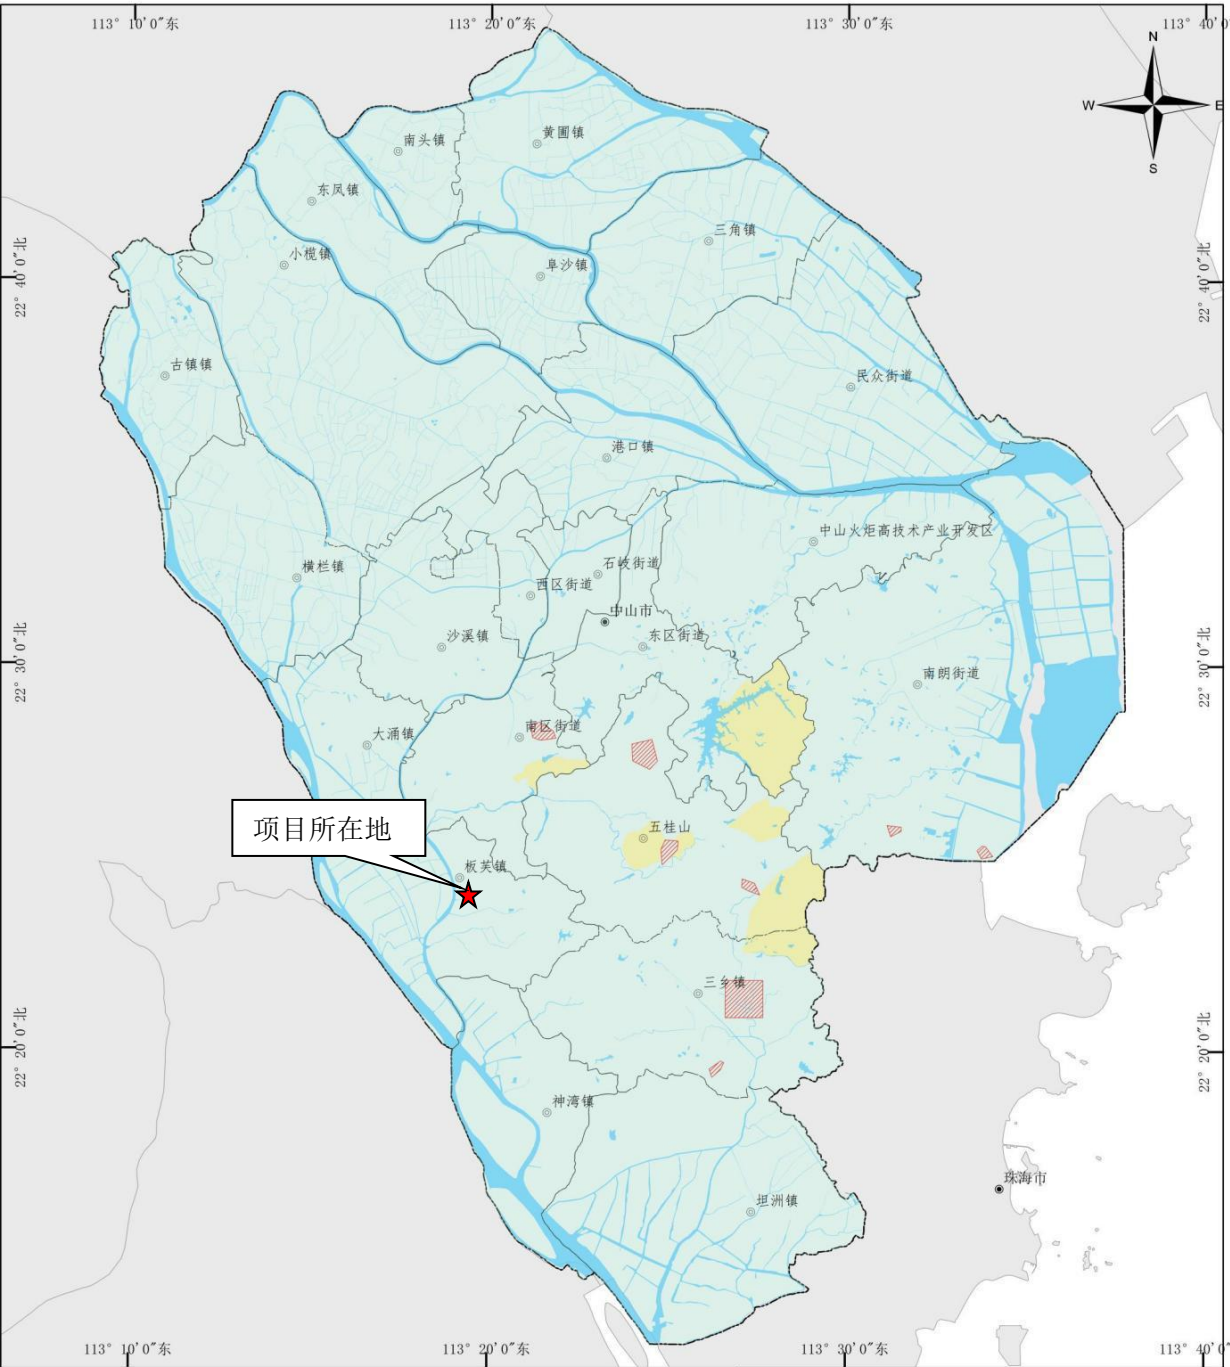 113° 10'0"东
113° 20'0"东
113° 30'0"东
113° 40'0
N
W
E
S
黄圃镇
南头镇
东凤镇
三角镇
小榄镇
阜沙镇
22° 40'0"北
22° 40'0"北
古镇镇
民众街道
港口镇
中山火炬高技术产业开发区
石岐街道
横栏镇
西区街道
中山市
沙溪镇
东区街道
22° 30'0"北
22° 30'0"北
南朗街道
大涌镇
南区街道
项目所在地
五桂山
板芙镇
三乡镇
22° 20'0"北
22° 20'0"北
神湾镇
珠海市
坦洲镇
113° 10'0"东
113° 20'0"东
113° 30'0"东
113° 40'0